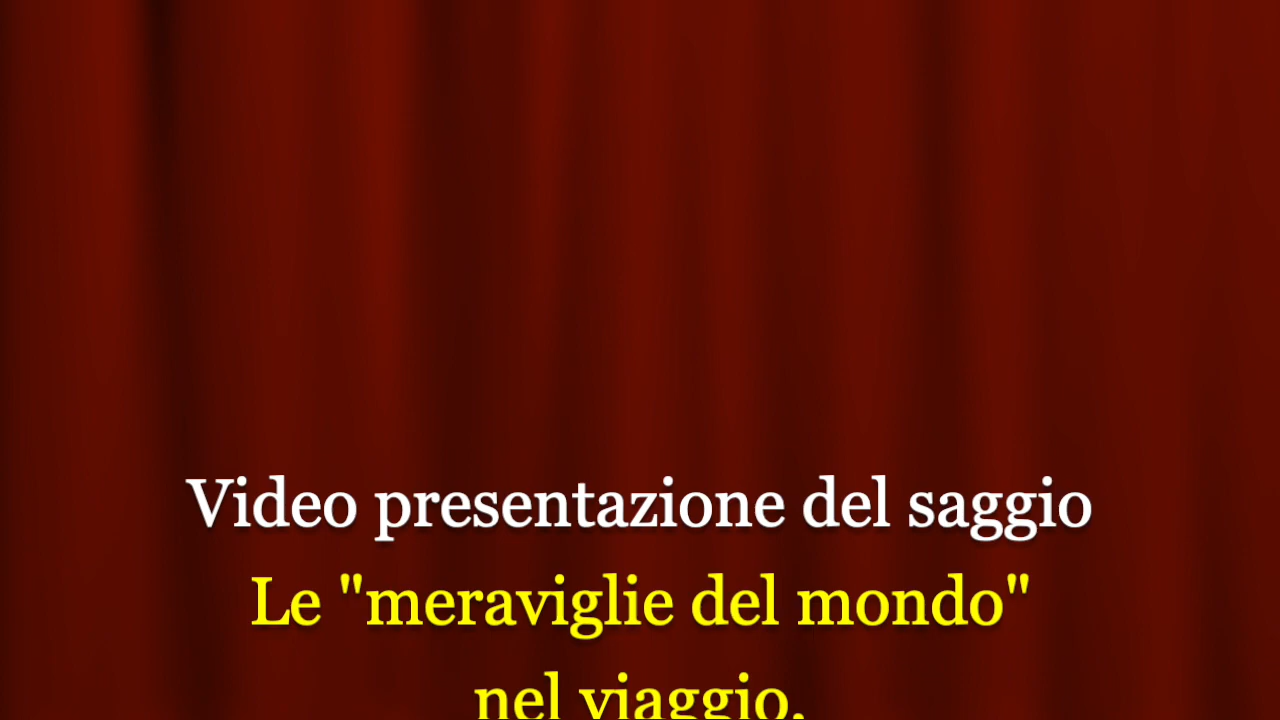 Video presentazione del saggio
Le "meraviglie del mondo"
nel viaggio.